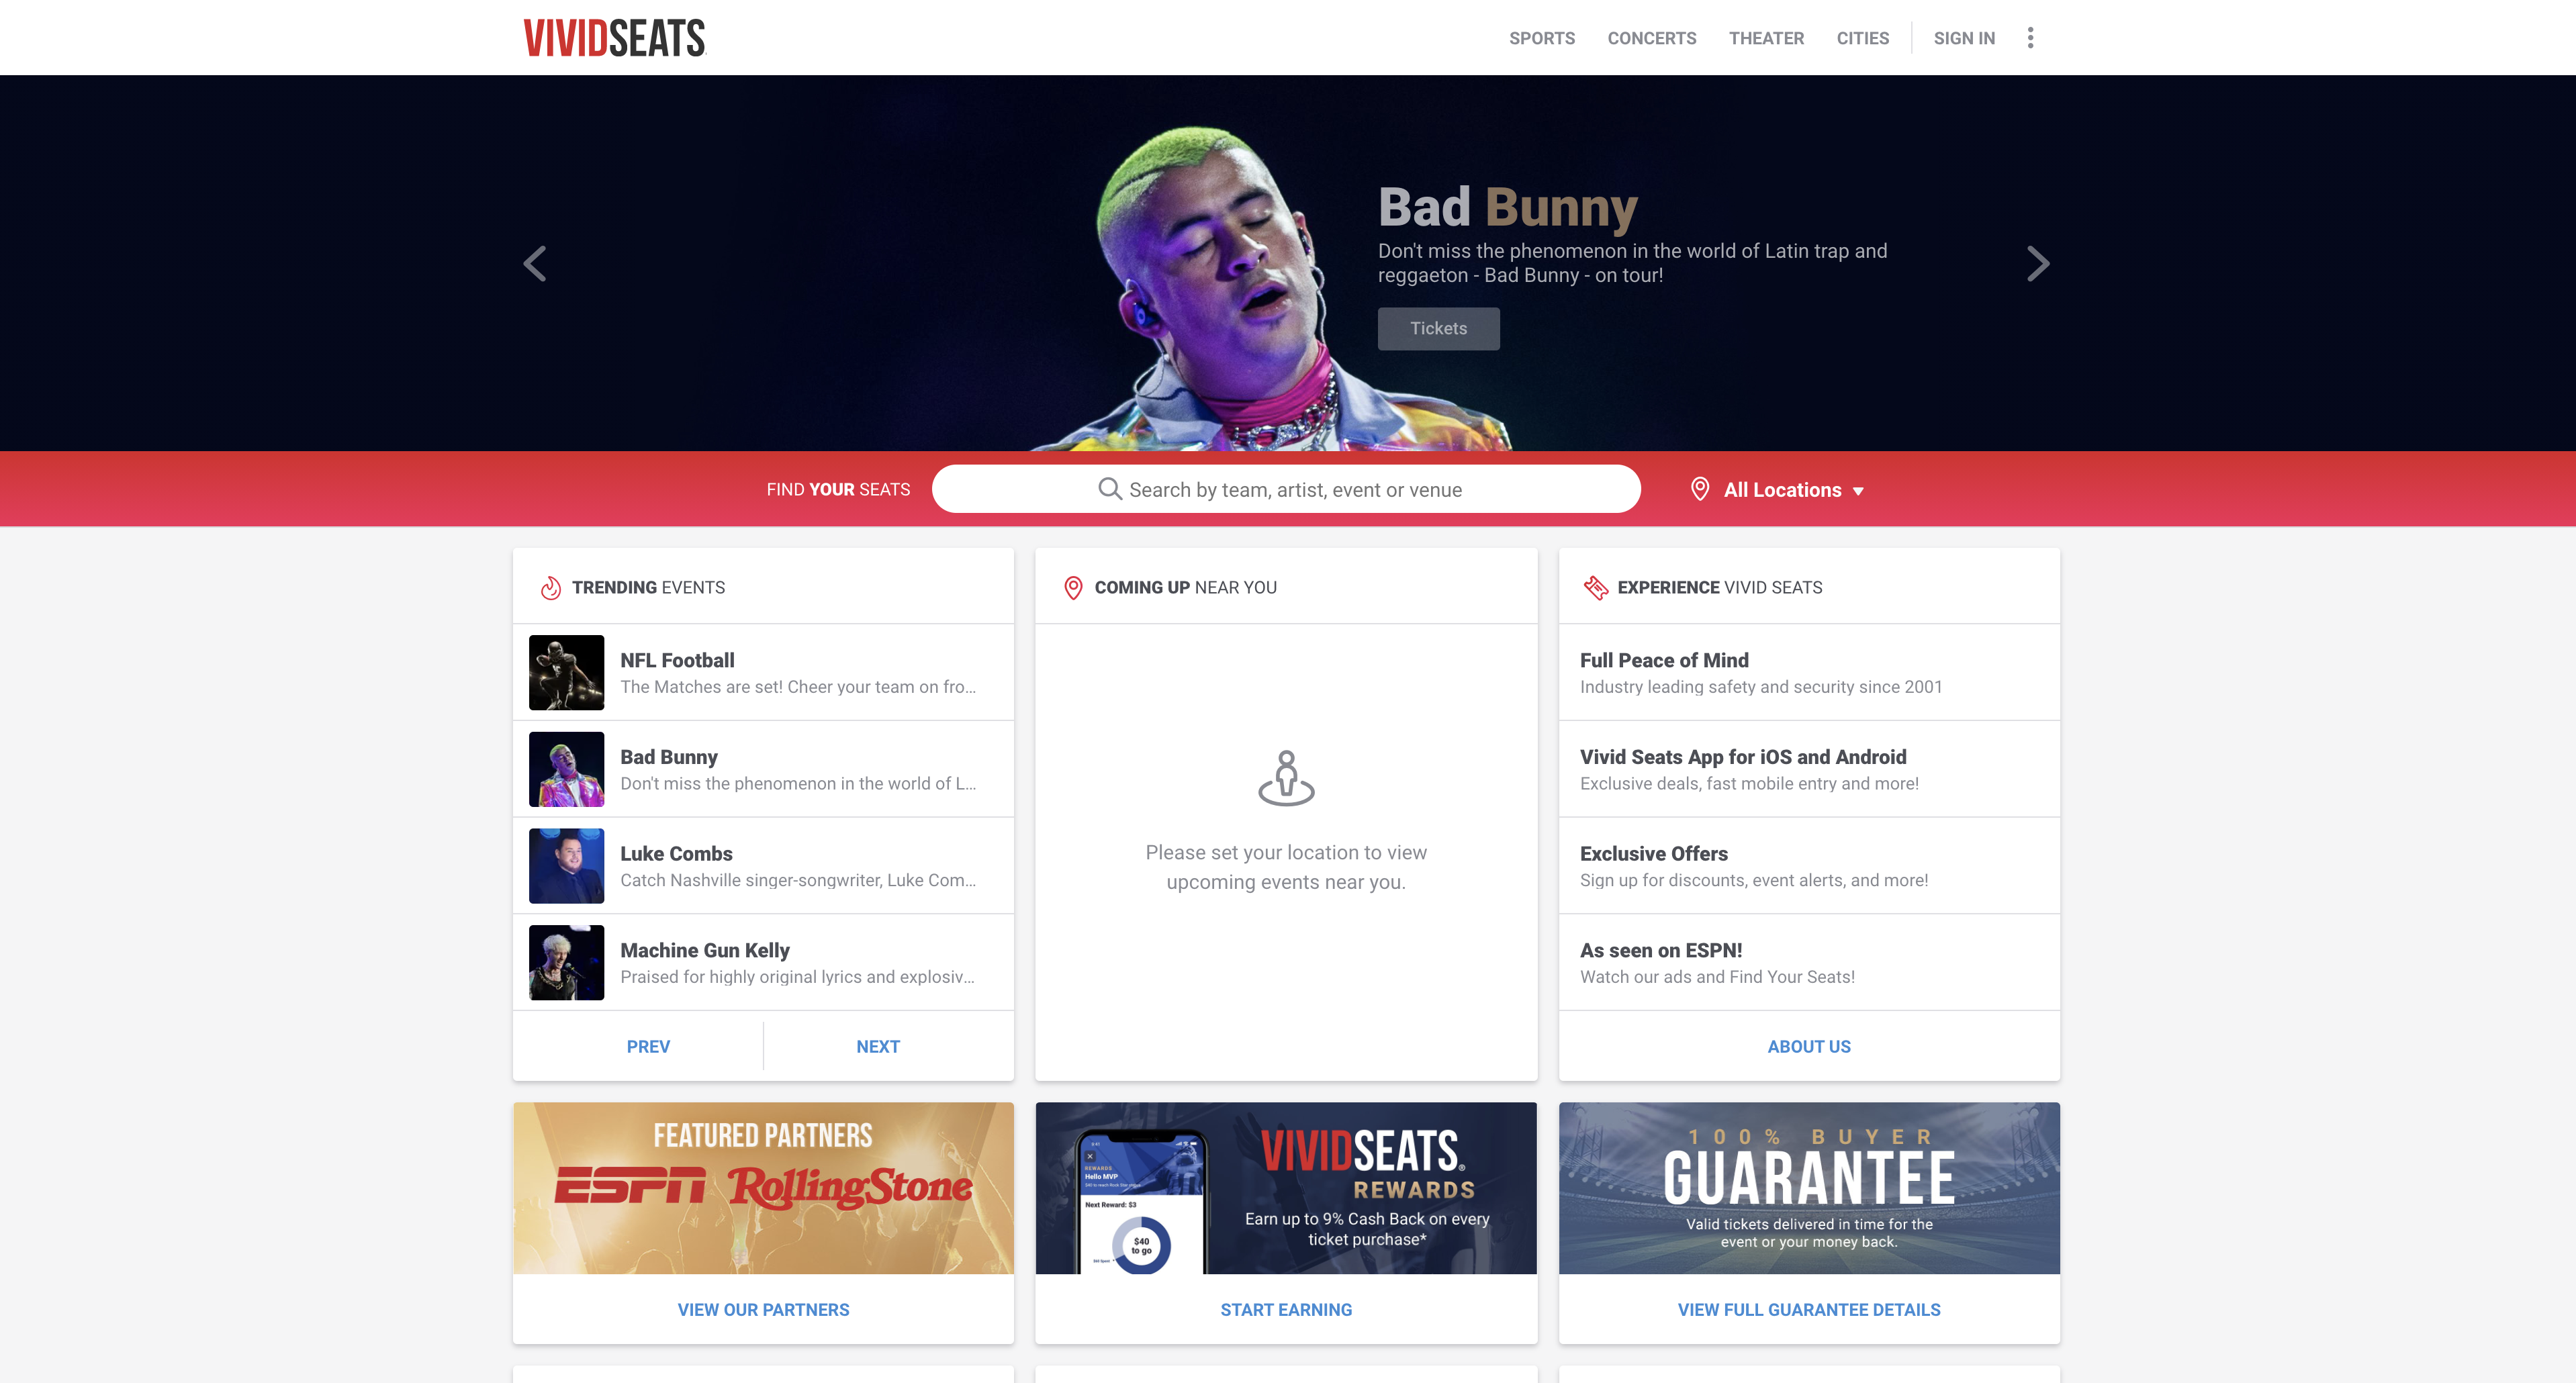 VIVIDSEATS
SPORTS
CONCERTS
THEATER
CITIES
SIGN IN
Bad Bunny
Don't miss the phenomenon in the world of Latin trap and
reggaeton - Bad Bunny - on tour!
Tickets
FIND YOUR SEATS
Search by team, artist, event or venue
All Locations
TRENDING EVENTS
NFL Football
The Matches are set! Cheer your team on fro...
Bad Bunny
Don't miss the phenomenon in the world of L...
Luke Combs
Catch Nashville singer-songwriter, Luke Com...
Machine Gun Kelly
Praised for highly original lyrics and explosiv...
PREV
NEXT
COMING UP NEAR YOU
Please set your location to view
upcoming events near you.
EXPERIENCE VIVID SEATS
Full Peace of Mind
Industry leading safety and security since 2001
Vivid Seats App for iOS and Android
Exclusive deals, fast mobile entry and more!
Exclusive Offers
Sign up for discounts, event alerts, and more!
As seen on ESPN!
Watch our ads and Find Your Seats!
ABOUT US
FEATURED PARTNERS
ESPN RollingStone
VIEW OUR PARTNERS
REWARDS
Hello MVP
Next Reward: $3
$40
to go
VIVIDSEATS®
REWARDS
Earn up to 9% Cash Back on every
ticket purchase*
START EARNING
100% BUYER
GUARANTEE
Valid tickets delivered in time for the
event or your money back.
VIEW FULL GUARANTEE DETAILS